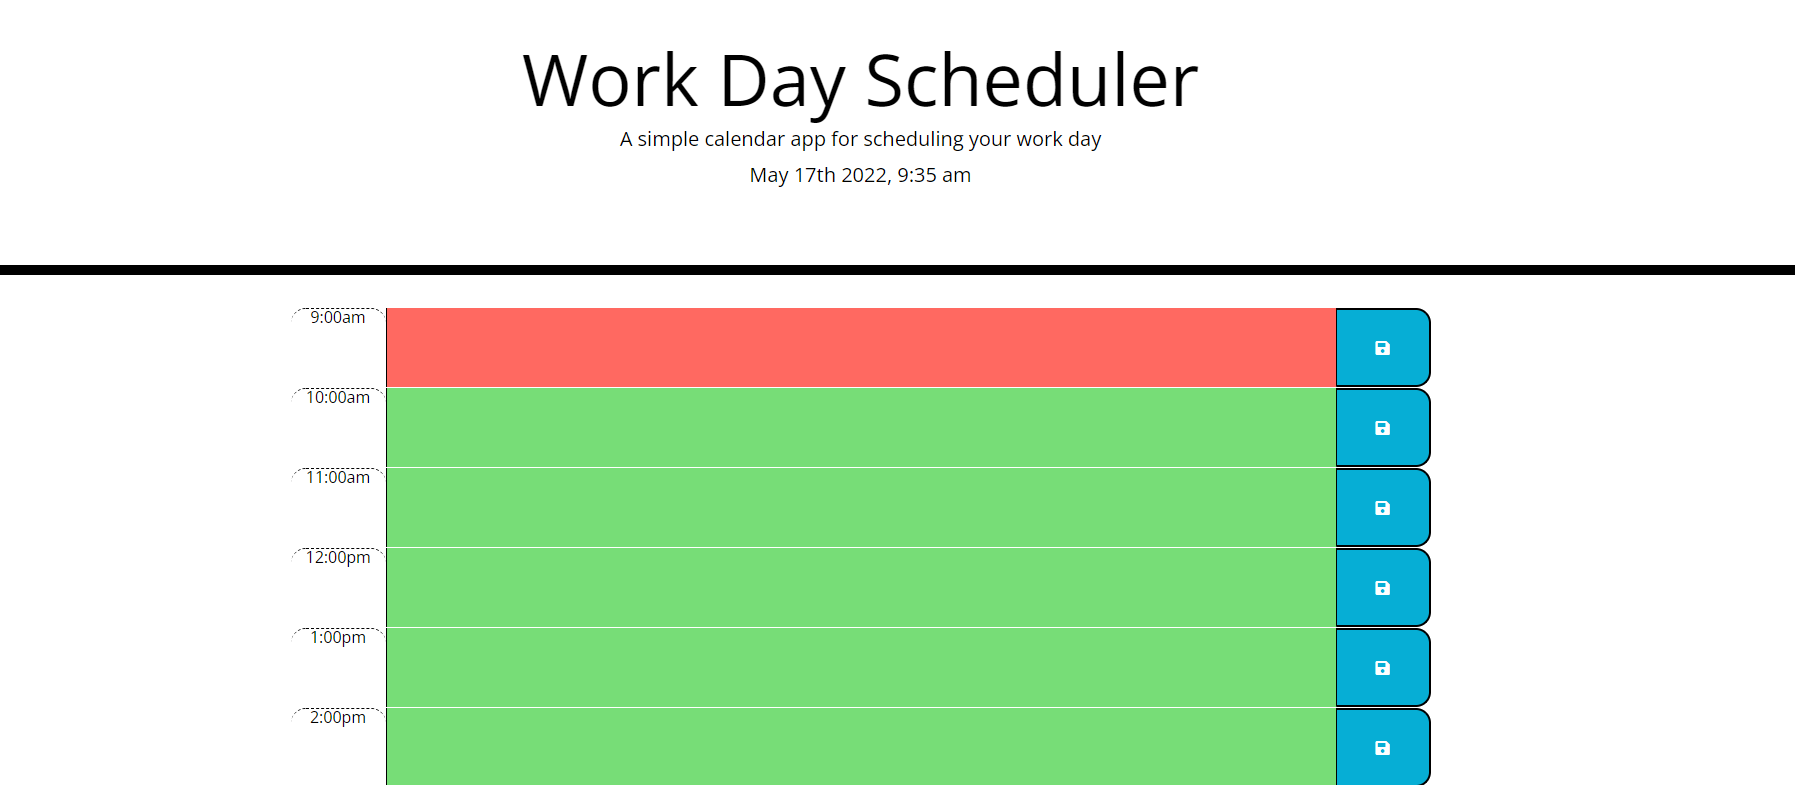 Work Day Scheduler
A simple calendar app for scheduling your work day
May 17th 2022, 9:35 am
9:00am
10:00am
11:00am
12:00pm
1:00pm
2:00pm